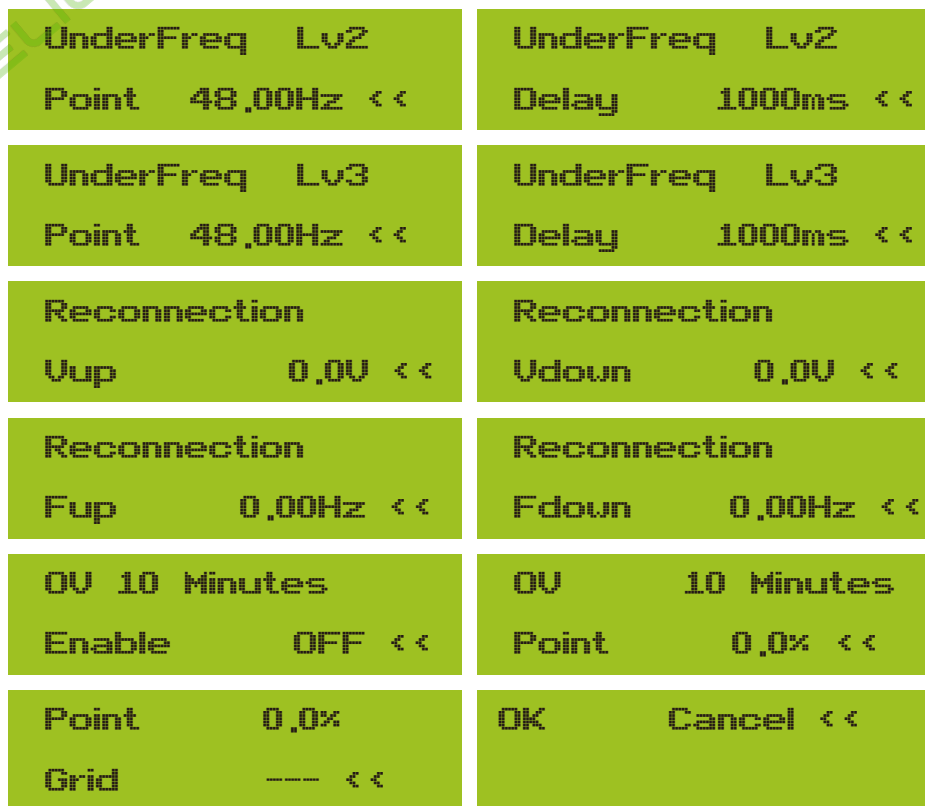 UnderFreq Lv2
Point 48.00Hz <<
UnderFreq Lv2
Delay 1000ms <<
UnderFreq Lv3
Point 48.00Hz <<
UnderFreq Lv3
Delay 1000ms <<
Reconnection
Vup 0.0V <<
Reconnection
Vdown 0.0V <<
Reconnection
Fup 0.00Hz <<
Reconnection
Fdown 0.00Hz <<
OV 10 Minutes
Enable OFF <<
OV 10 Minutes
Point 0.0% <<
Point 0.0%
Grid --- <<
OK Cancel <<